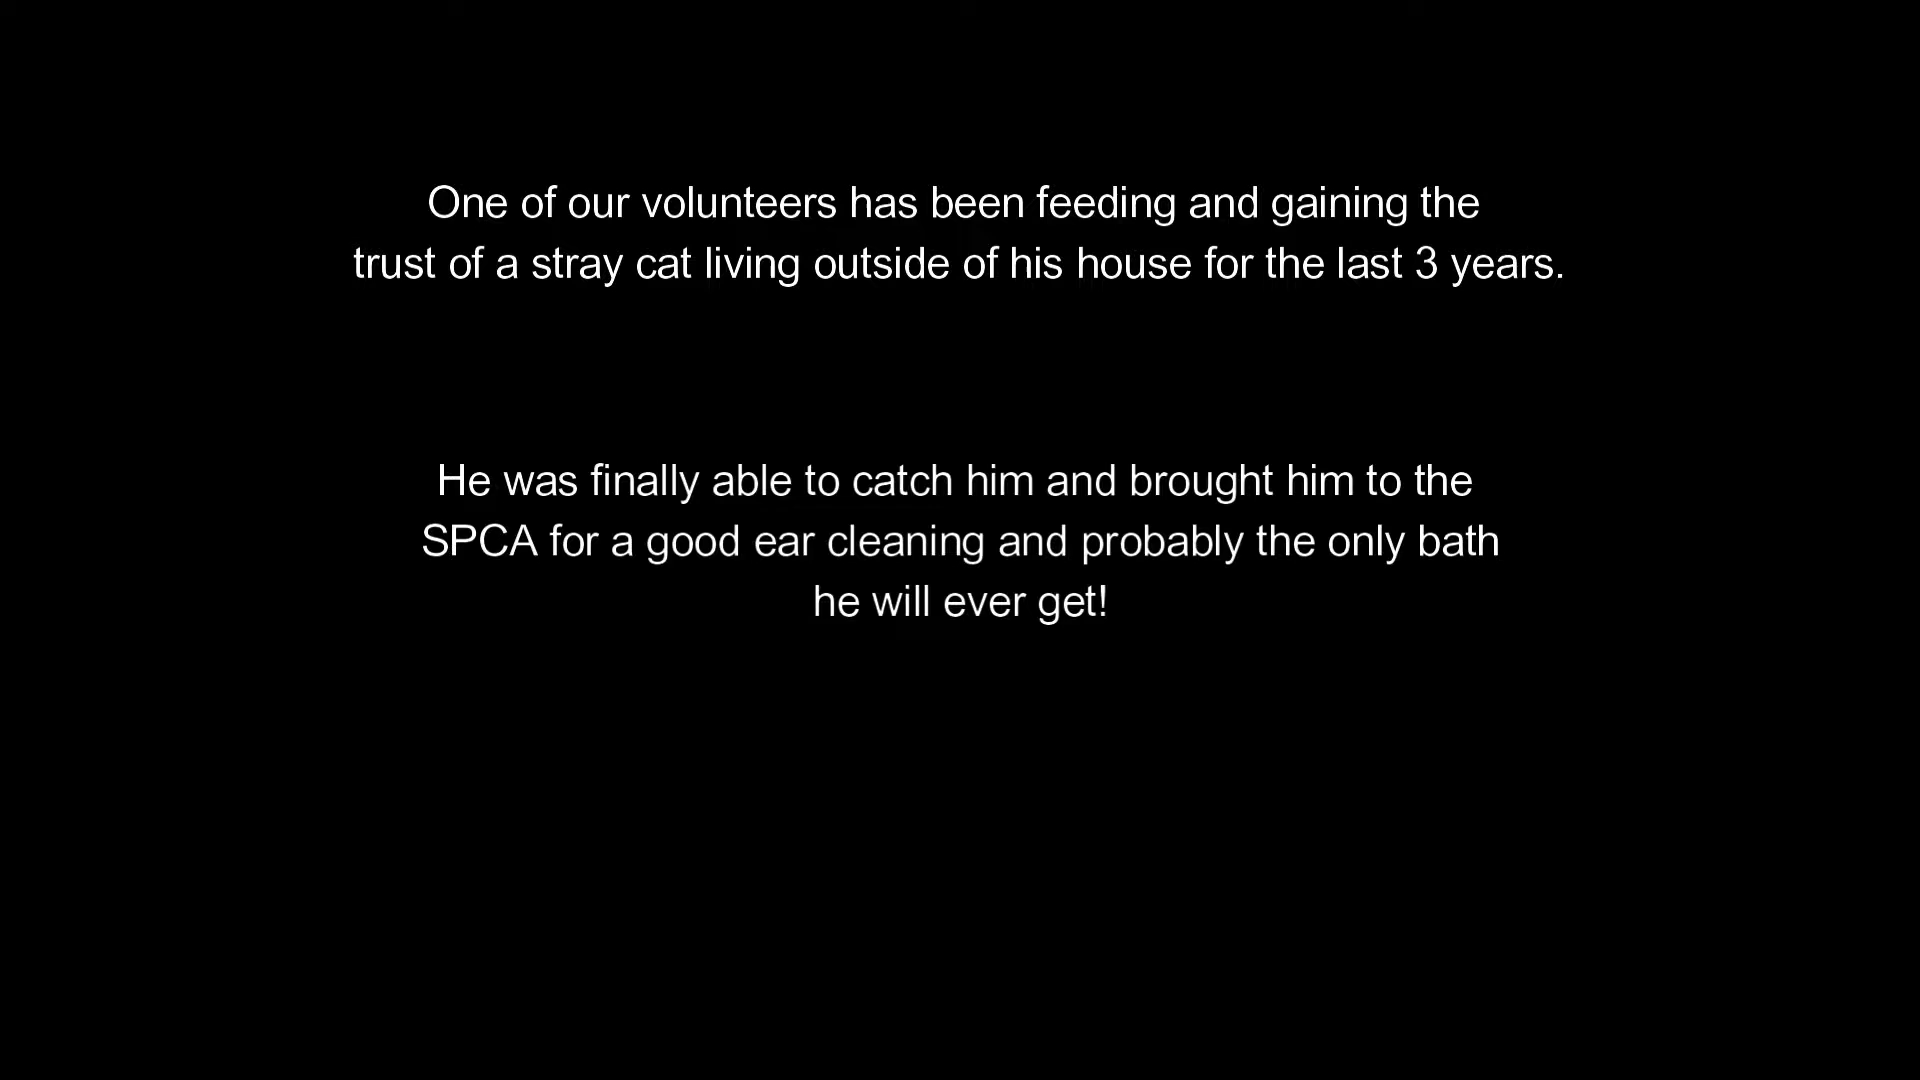 One of our volunteers has been feeding and gaining the
trust of a stray cat living outside of his house for the last 3 years.
He was finally able to catch him and brought him to the
SPCA for a good ear cleaning and probably the only bath
he will ever get!